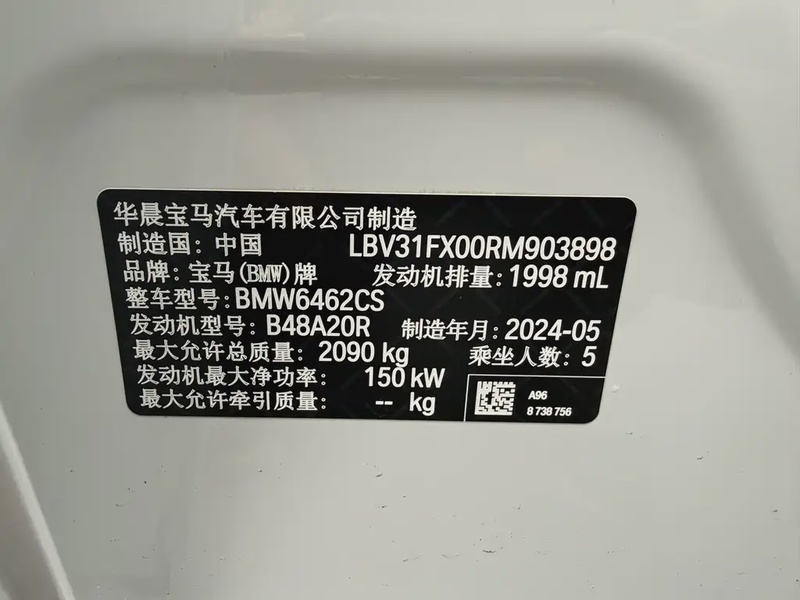 华晨宝马汽车有限公司制造
制造国: 中国 LBV31FX00RM903898
品牌: 宝马(BMW)牌 发动机排量: 1998 mL
整车型号: BMW6462CS
发动机型号: B48A20R 制造年月: 2024-05
最大允许总质量: 2090 kg 乘坐人数: 5
发动机最大净功率: 150 kW
最大允许牵引质量: -- kg
A96
8 738 756